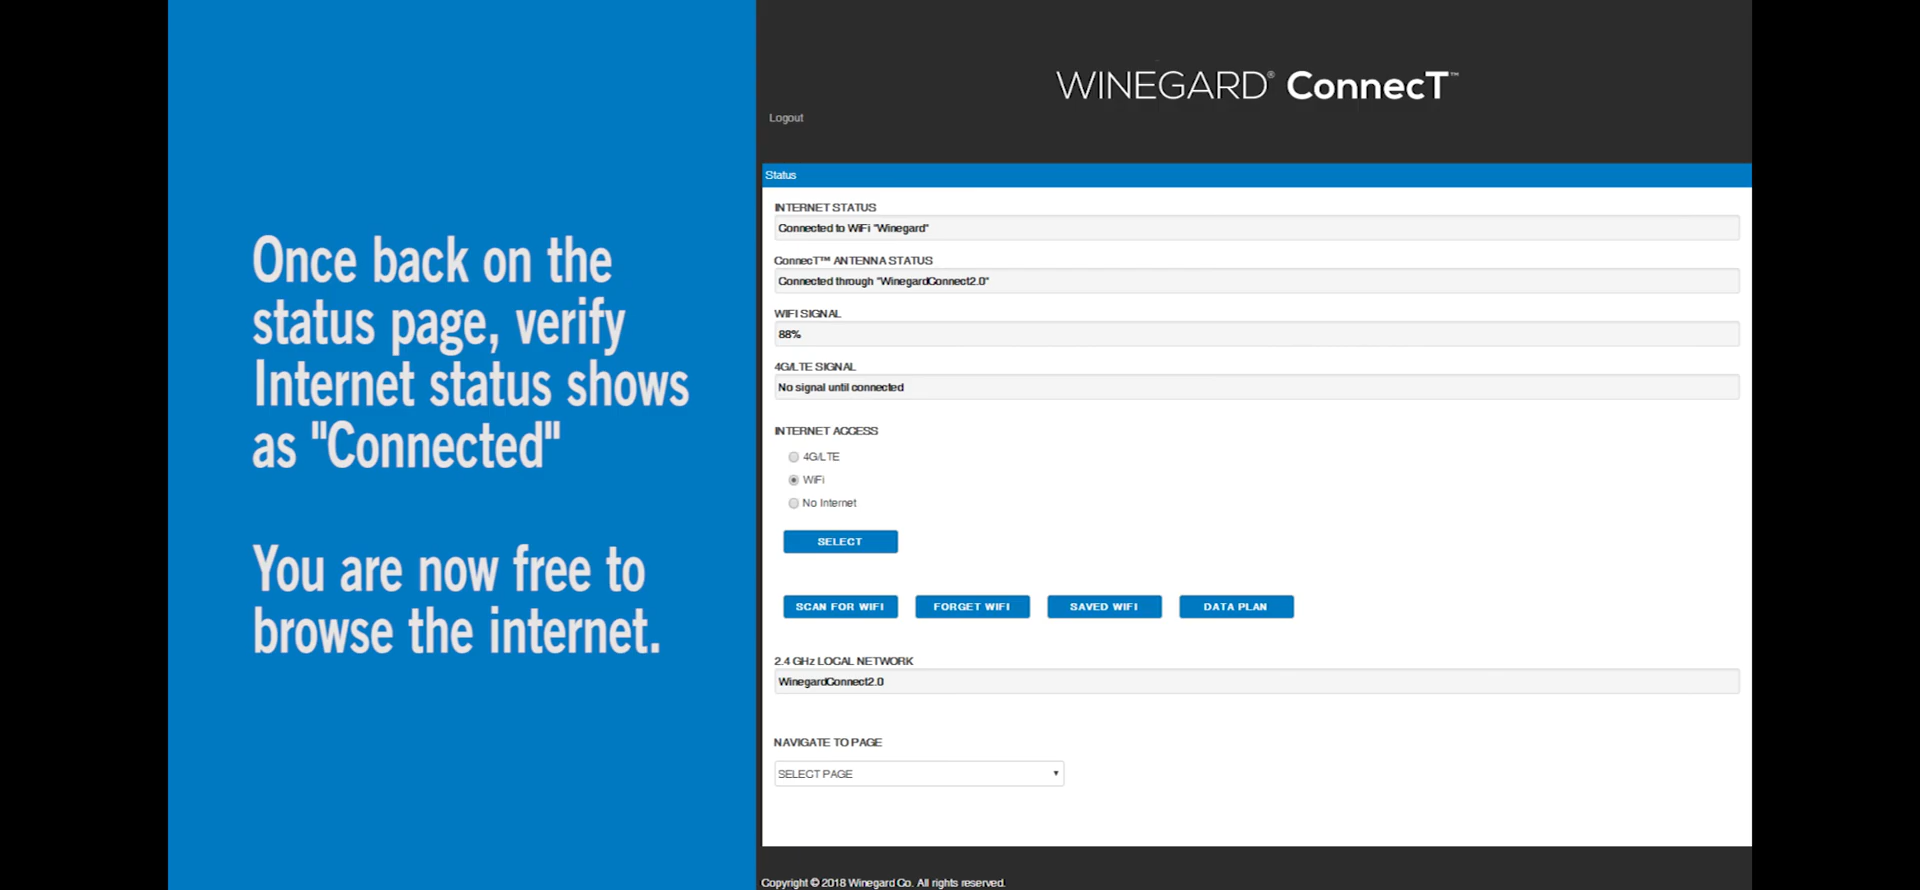 Once back on the
status page, verify
Internet status shows
as "Connected"
You are now free to
browse the internet.
WINEGARD® ConnecT™
Logout
Status
INTERNET STATUS
Connected to WiFi "Winegard"
ConnecT™ ANTENNA STATUS
Connected through "WinegardConnect2.0"
WIFI SIGNAL
88%
4G/LTE SIGNAL
No signal until connected
INTERNET ACCESS
4G/LTE
WiFi
No Internet
SELECT
SCAN FOR WIFI FORGET WIFI SAVED WIFI DATA PLAN
2.4 GHz LOCAL NETWORK
WinegardConnect2.0
NAVIGATE TO PAGE
SELECT PAGE
Copyright © 2018 Winegard Co. All rights reserved.